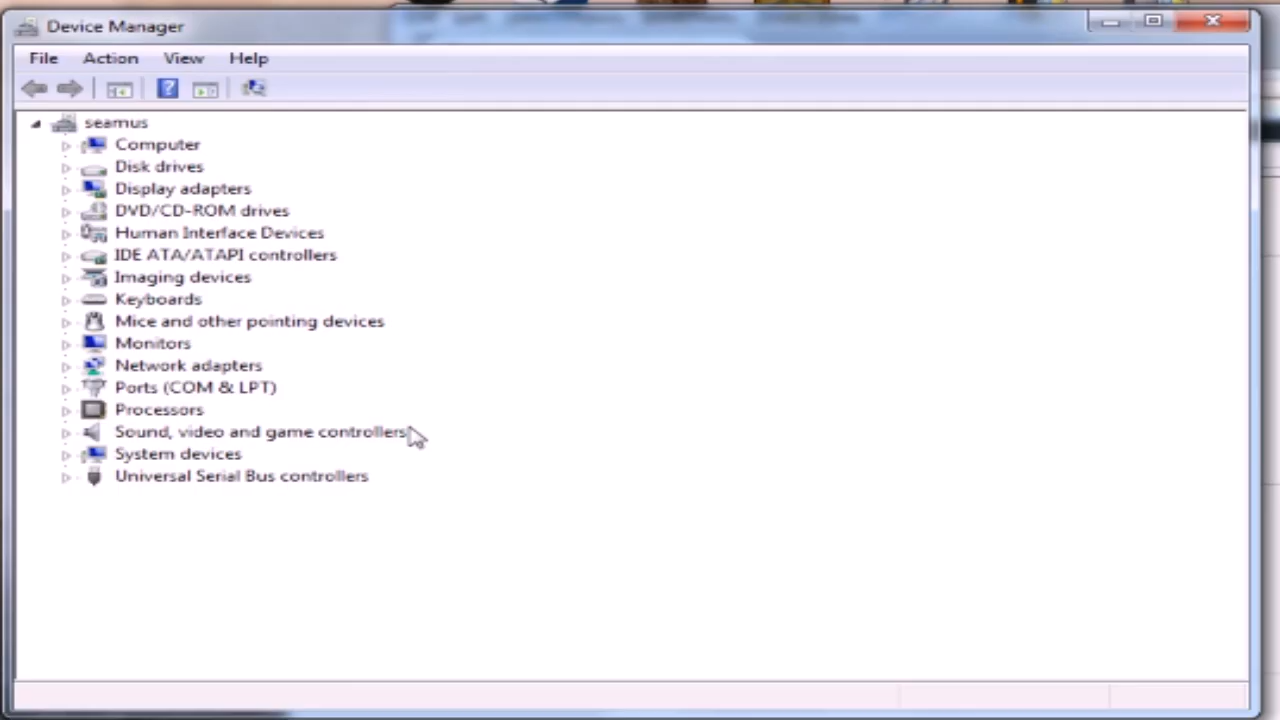 Device Manager
File Action View Help
seamus
Computer
Disk drives
Display adapters
DVD/CD-ROM drives
Human Interface Devices
IDE ATA/ATAPI controllers
Imaging devices
Keyboards
Mice and other pointing devices
Monitors
Network adapters
Ports (COM & LPT)
Processors
Sound, video and game controllers
System devices
Universal Serial Bus controllers